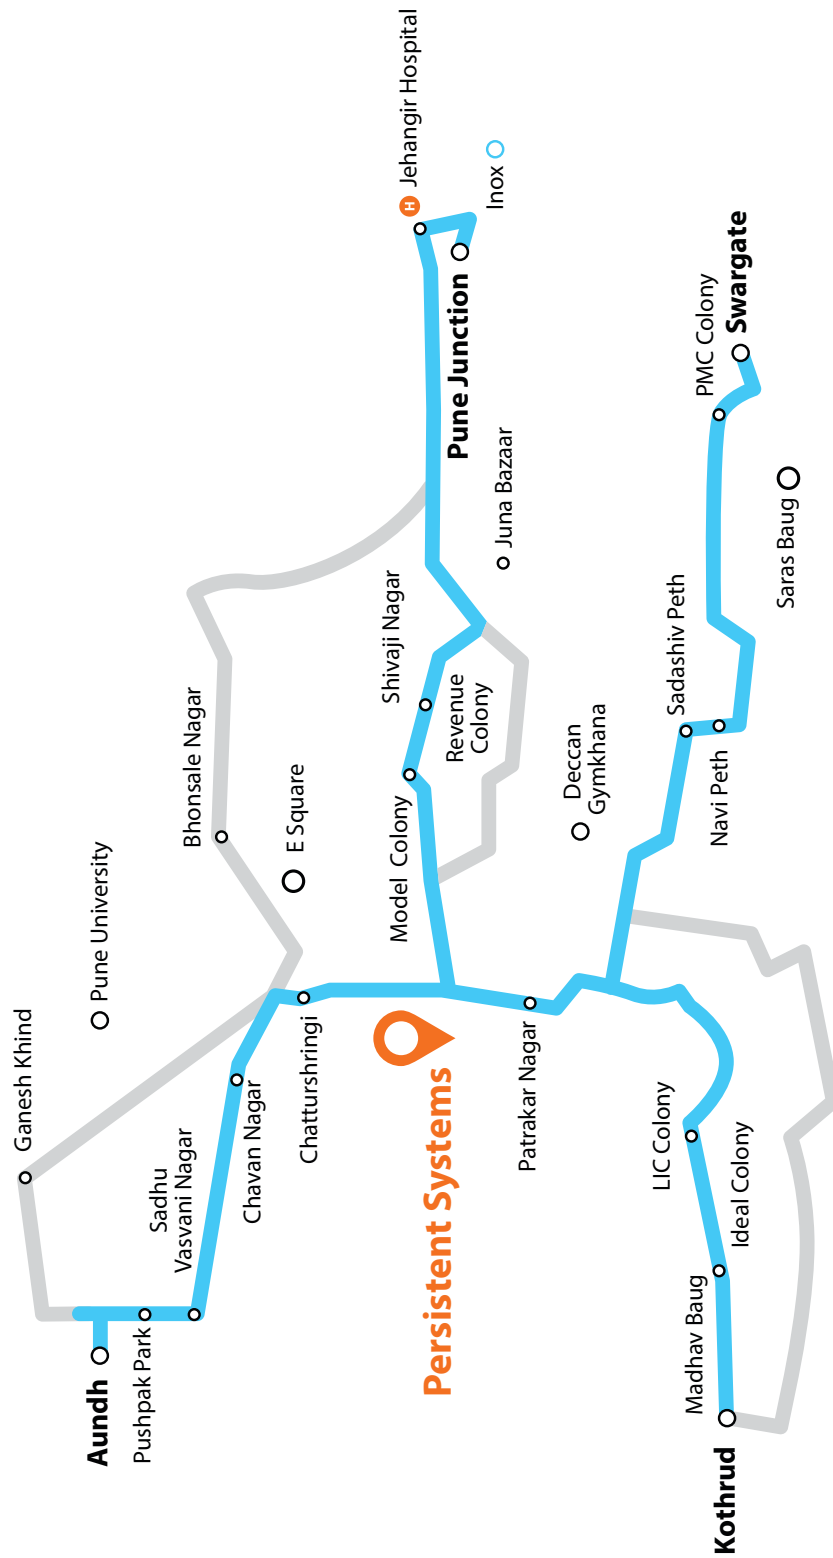 Aundh
Pushpak Park
Sadhu
Vasvani Nagar
Ganesh Khind
Chavan Nagar
Pune University
Chatturshringi
Bhonsale Nagar
E Square
Persistent Systems
Model Colony
Shivaji Nagar
Revenue
Colony
Juna Bazaar
Pune Junction
H
Jehangir Hospital
Inox
Patrakar Nagar
Deccan
Gymkhana
Kothrud
Madhav Baug
Ideal Colony
LIC Colony
Navi Peth
Sadashiv Peth
Saras Baug
PMC Colony
Swargate